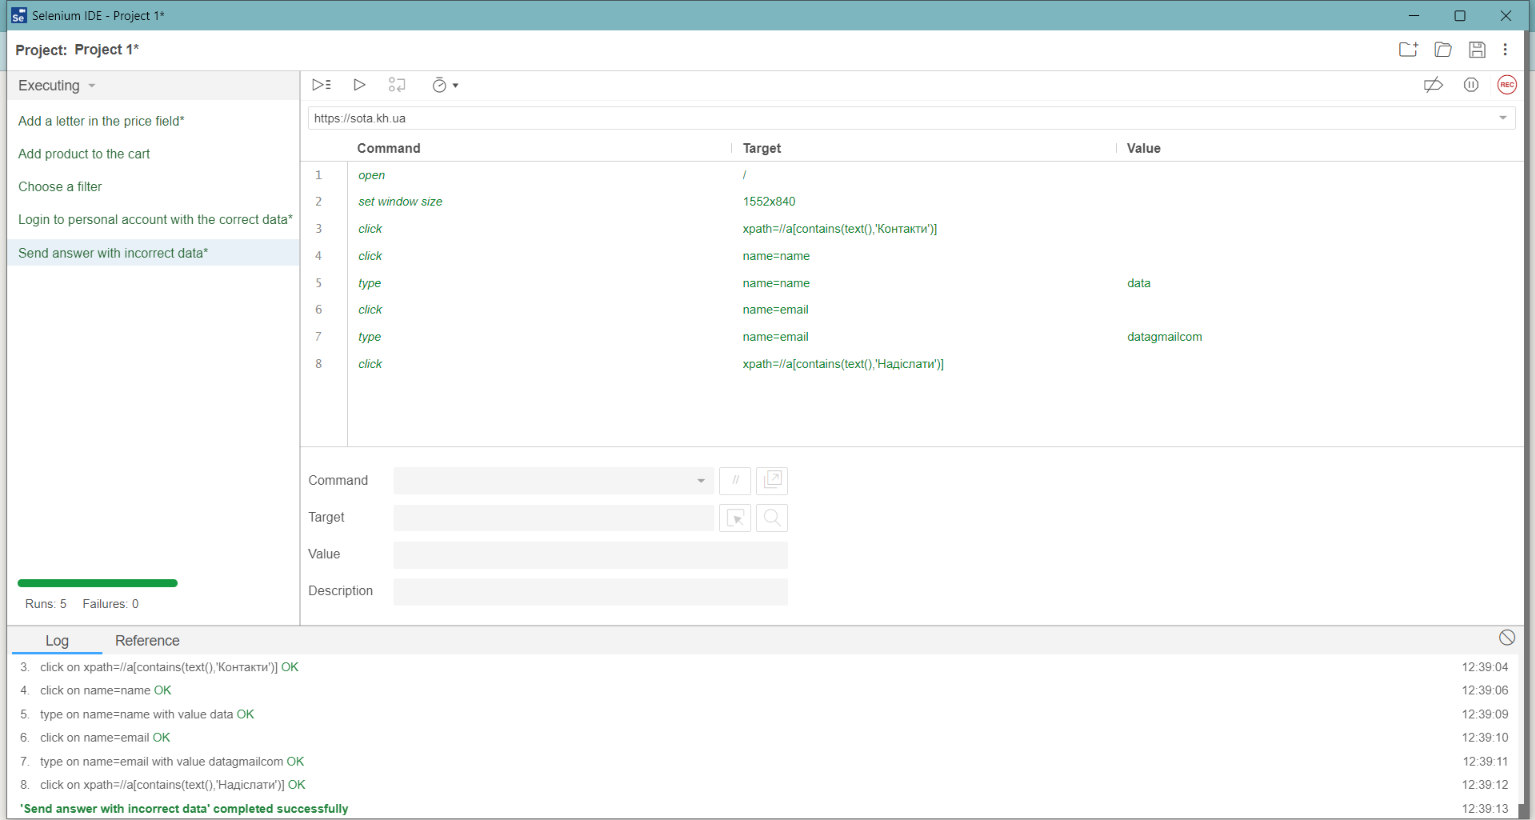 Se Selenium IDE - Project 1*
Project: Project 1*
Executing
Add a letter in the price field*
Add product to the cart
Choose a filter
Login to personal account with the correct data*
Send answer with incorrect data*
Runs: 5 Failures: 0
REC
https://sota.kh.ua
Command Target Value
1 open /
2 set window size 1552x840
3 click xpath=//a[contains(text(),'Контакти')]
4 click name=name
5 type name=name data
6 click name=email
7 type name=email datagmailcom
8 click xpath=//a[contains(text(),'Надіслати')]
Command //
Target
Value
Description
Log Reference
3. click on xpath=//a[contains(text(),'Контакти')] OK 12:39:04
4. click on name=name OK 12:39:06
5. type on name=name with value data OK 12:39:09
6. click on name=email OK 12:39:10
7. type on name=email with value datagmailcom OK 12:39:11
8. click on xpath=//a[contains(text(),'Надіслати')] OK 12:39:12
'Send answer with incorrect data' completed successfully 12:39:13